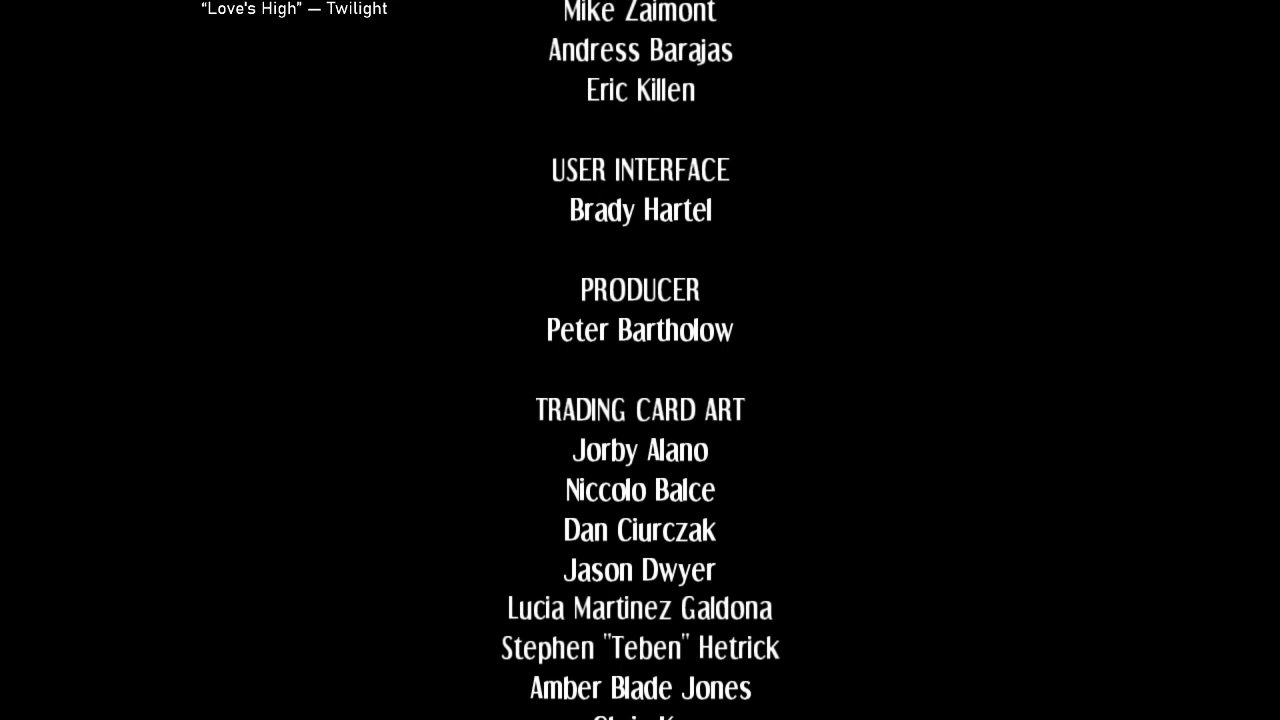 “Love's High” — Twilight
Mike Zaimont
Andress Barajas
Eric Killen
USER INTERFACE
Brady Hartel
PRODUCER
Peter Bartholow
TRADING CARD ART
Jorby Alano
Niccolo Balce
Dan Ciurczak
Jason Dwyer
Lucia Martinez Galdona
Stephen "Teben" Hetrick
Amber Blade Jones